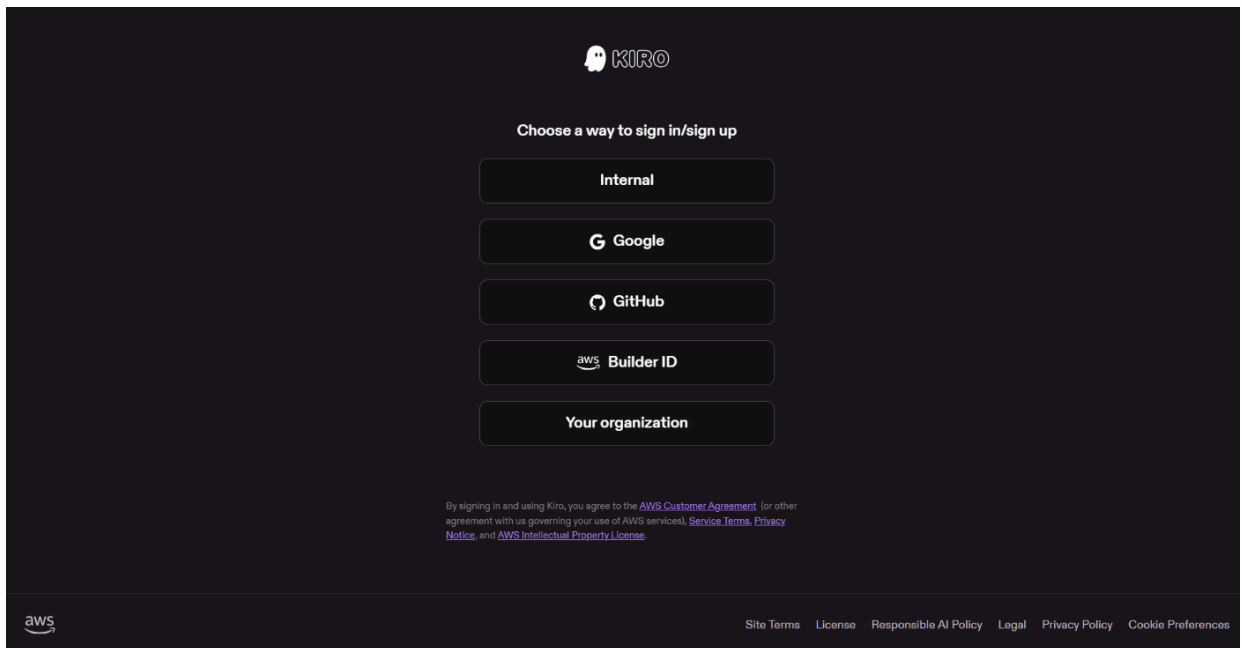 KIRO
Choose a way to sign in/sign up
Internal
Google
GitHub
aws Builder ID
Your organization
By signing in and using Kiro, you agree to the AWS Customer Agreement (or other
agreement with us governing your use of AWS services), Service Terms, Privacy
Notice, and AWS Intellectual Property License.
aws
Site Terms License Responsible AI Policy Legal Privacy Policy Cookie Preferences